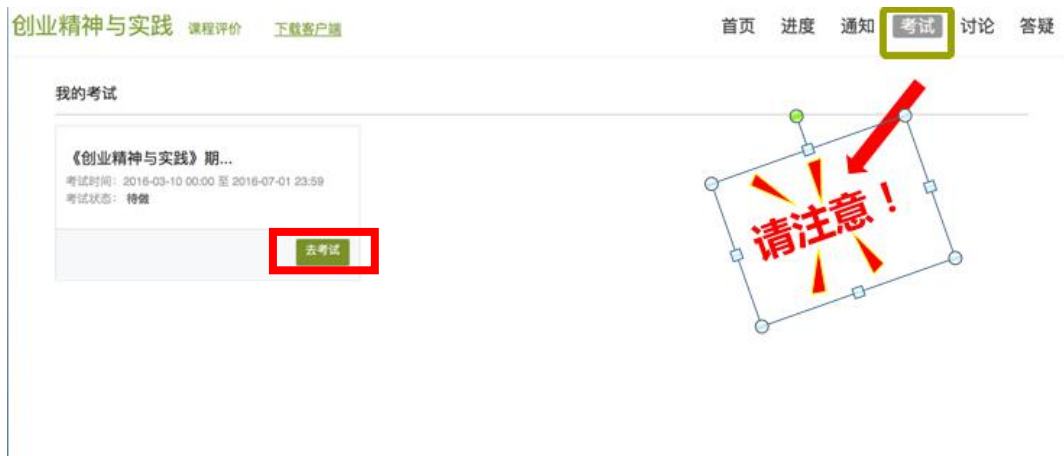 创业精神与实践 课程评价 下载客户端 首页 进度 通知 考试 讨论 答疑
我的考试
《创业精神与实践》期...
考试时间：2016-03-10 00:00 至 2016-07-01 23:59
考试状态： 待做
去考试
请注意！